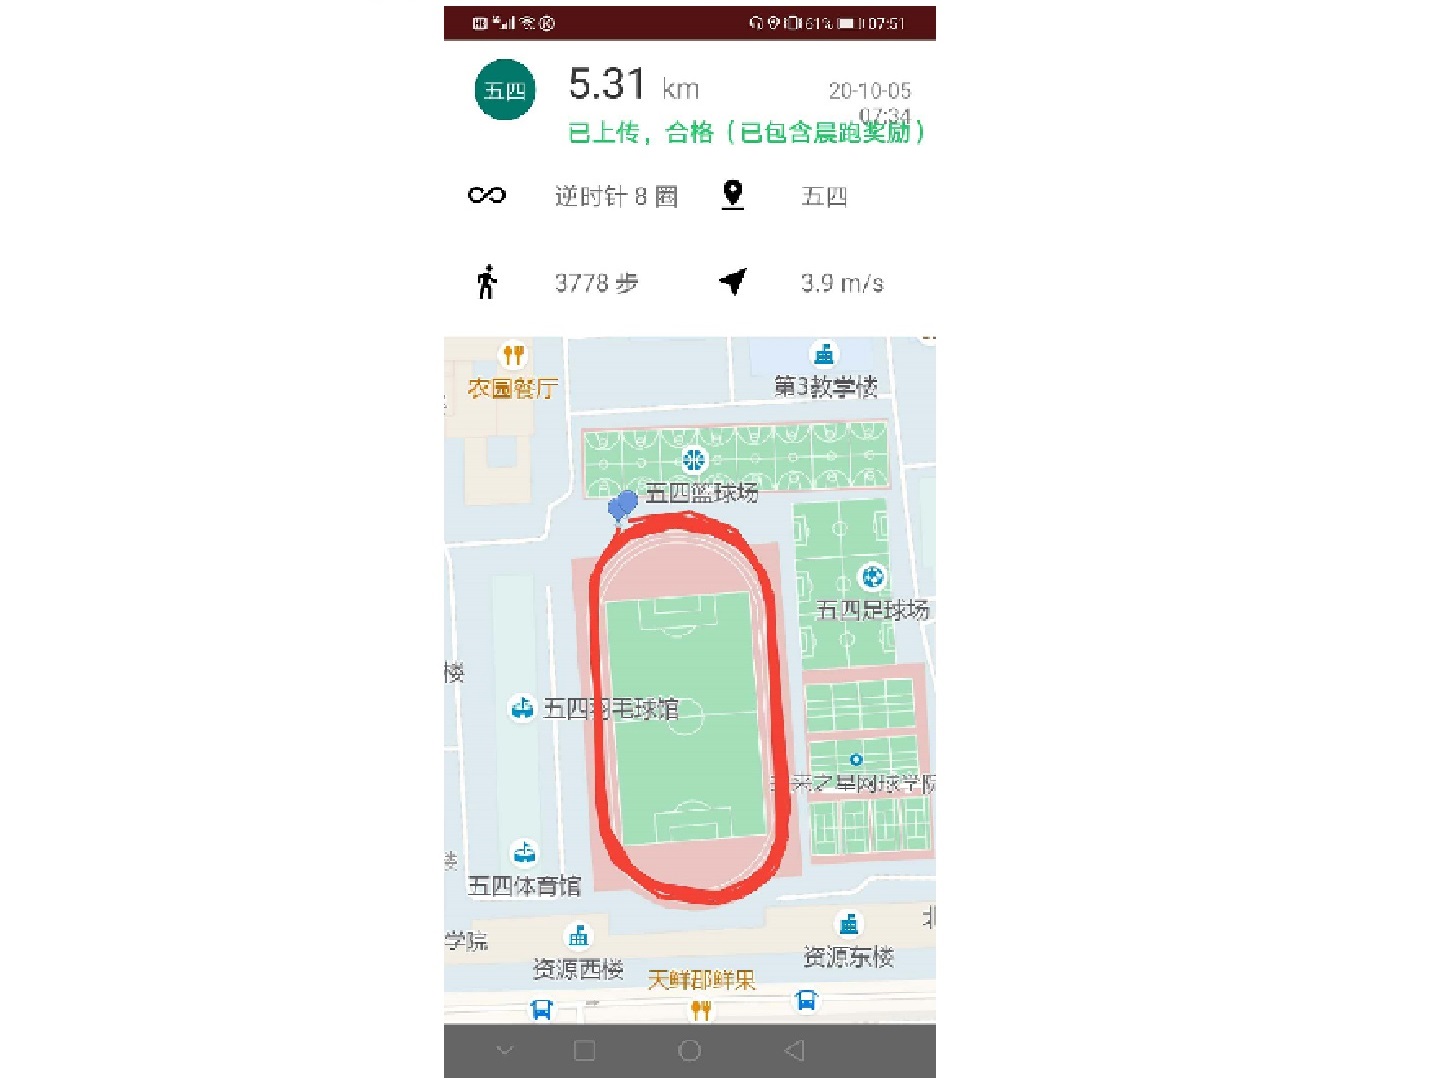 61% 07:51
五四
5.31 km
20-10-05
07:34
已上传，合格（已包含晨跑奖励）
逆时针 8 圈
五四
3778 步
3.9 m/s
农园餐厅
第3教学楼
五四篮球场
五四足球场
楼
五四羽毛球馆
来之星网球学院
楼
五四体育馆
学院
北
资源西楼
资源东楼
天鲜郡鲜果